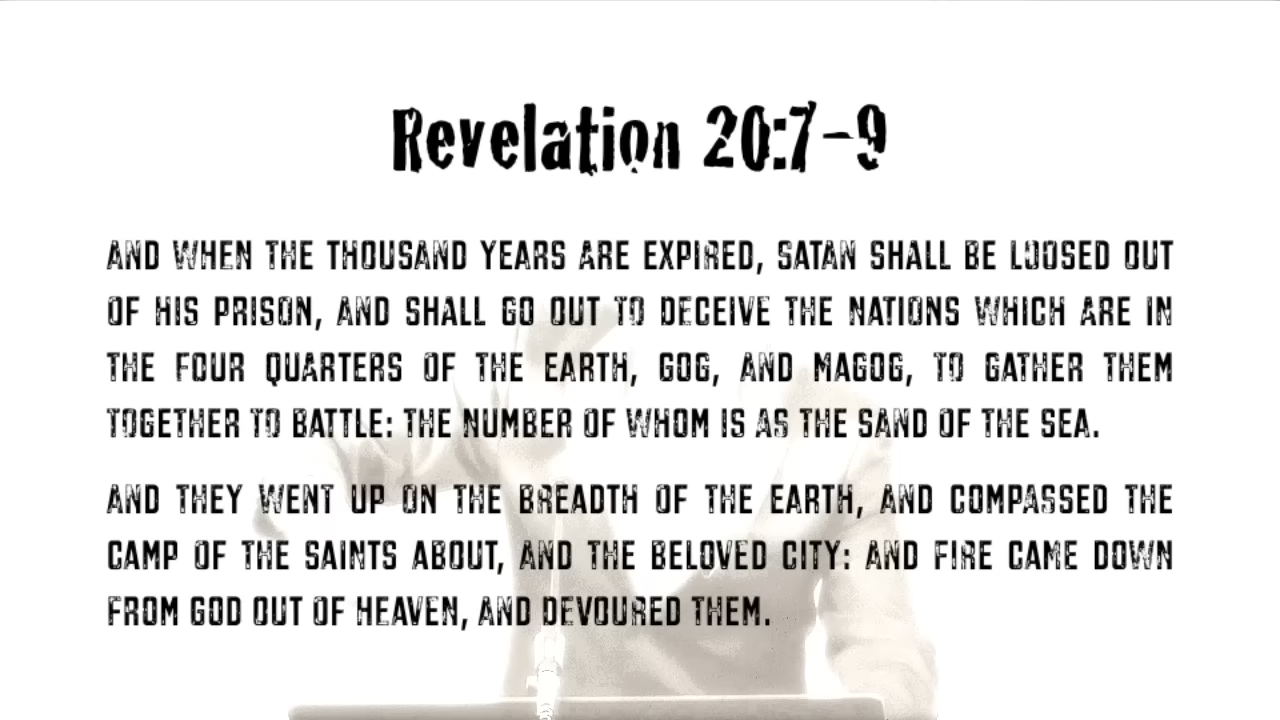 Revelation 20:7–9
AND WHEN THE THOUSAND YEARS ARE EXPIRED, SATAN SHALL BE LOOSED OUT
OF HIS PRISON, AND SHALL GO OUT TO DECEIVE THE NATIONS WHICH ARE IN
THE FOUR QUARTERS OF THE EARTH, GOG, AND MAGOG, TO GATHER THEM
TOGETHER TO BATTLE: THE NUMBER OF WHOM IS AS THE SAND OF THE SEA.
AND THEY WENT UP ON THE BREADTH OF THE EARTH, AND COMPASSED THE
CAMP OF THE SAINTS ABOUT, AND THE BELOVED CITY: AND FIRE CAME DOWN
FROM GOD OUT OF HEAVEN, AND DEVOURED THEM.